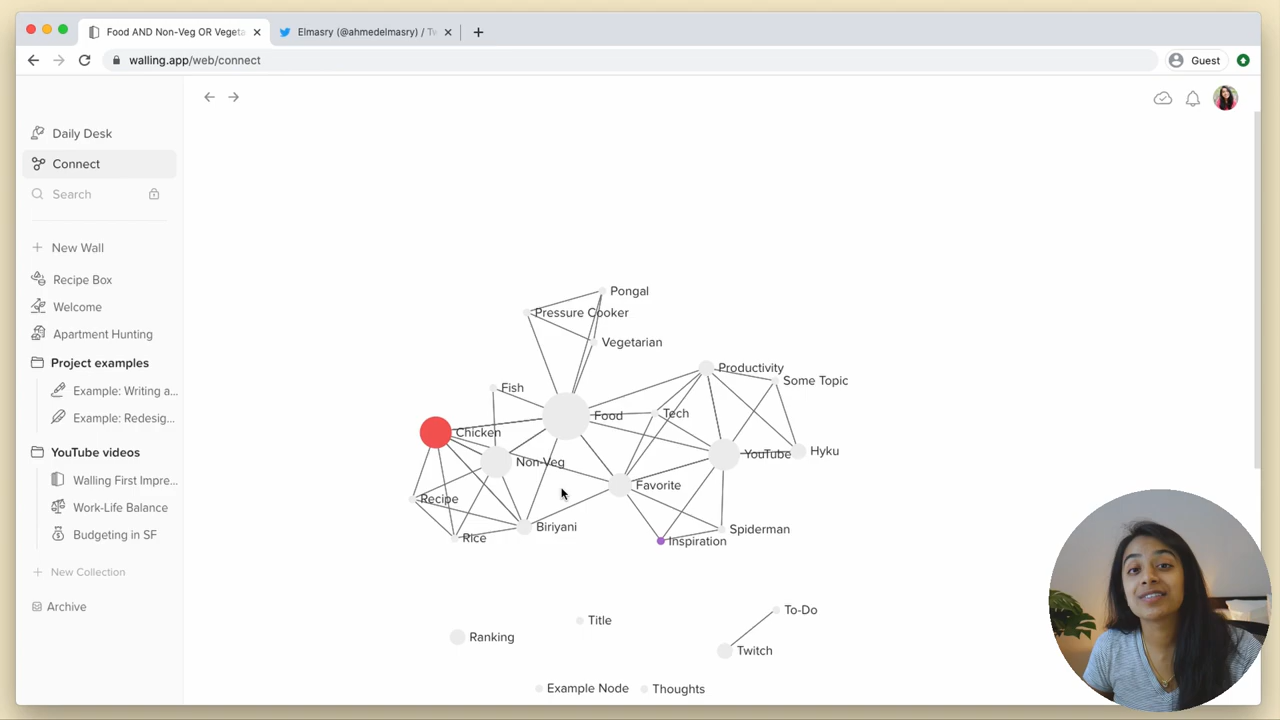 Food AND Non-Veg OR Vegeta
Elmasry (@ahmedelmasry) / Tw
walling.app/web/connect
Guest
Daily Desk
Connect
Search
New Wall
Recipe Box
Welcome
Apartment Hunting
Project examples
Example: Writing a...
Example: Redesig...
YouTube videos
Walling First Impre...
Work-Life Balance
Budgeting in SF
New Collection
Archive
Pongal
Pressure Cooker
Vegetarian
Productivity
Some Topic
Fish
Food
Tech
Chicken
YouTube
Hyku
Non-Veg
Favorite
Recipe
Biriyani
Spiderman
Rice
Inspiration
To-Do
Title
Ranking
Twitch
Example Node
Thoughts